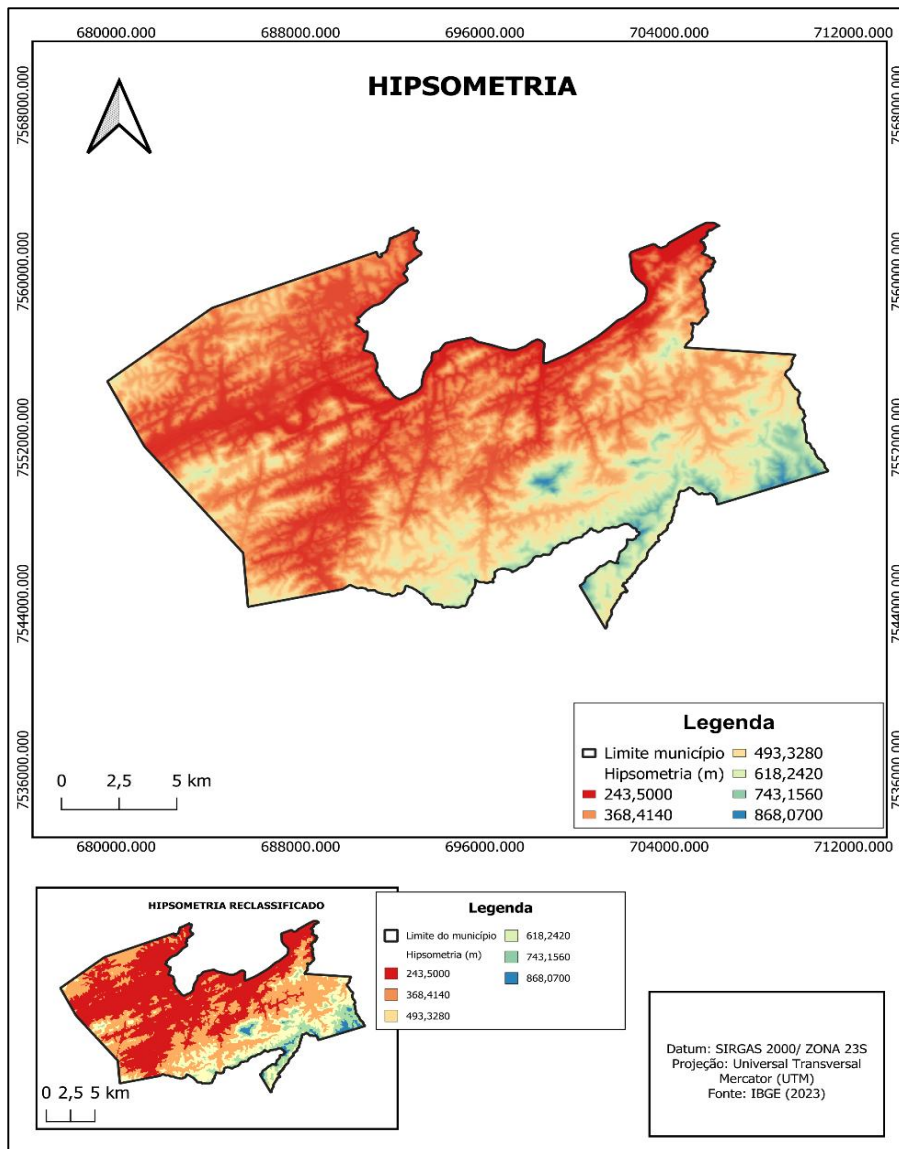 680000.000 688000.000 696000.000 704000.000 712000.000
HIPSOMETRIA
7568000.000 7568000.000
7560000.000 7560000.000
7552000.000 7552000.000
7544000.000 7544000.000
7536000.000 7536000.000
Legenda
Limite município
Hipsometria (m)
243,5000
368,4140
493,3280
618,2420
743,1560
868,0700
0 2,5 5 km
680000.000 688000.000 696000.000 704000.000 712000.000
HIPSOMETRIA RECLASSIFICADO
Legenda
Limite do município
Hipsometria (m)
243,5000
368,4140
493,3280
618,2420
743,1560
868,0700
0 2,5 5 km
Datum: SIRGAS 2000/ ZONA 23S
Projeção: Universal Transversal
Mercator (UTM)
Fonte: IBGE (2023)